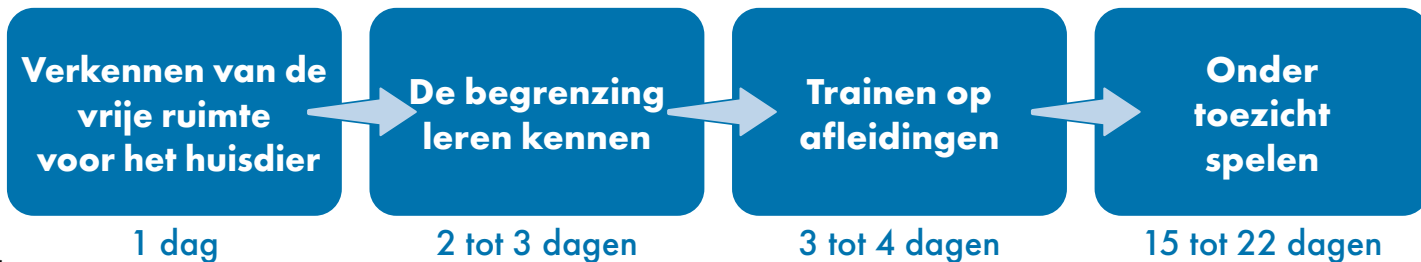 Verkennen van de
vrije ruimte
voor het huisdier
De begrenzing
leren kennen
Trainen op
afleidingen
Onder
toezicht
spelen
1 dag
2 tot 3 dagen
3 tot 4 dagen
15 tot 22 dagen